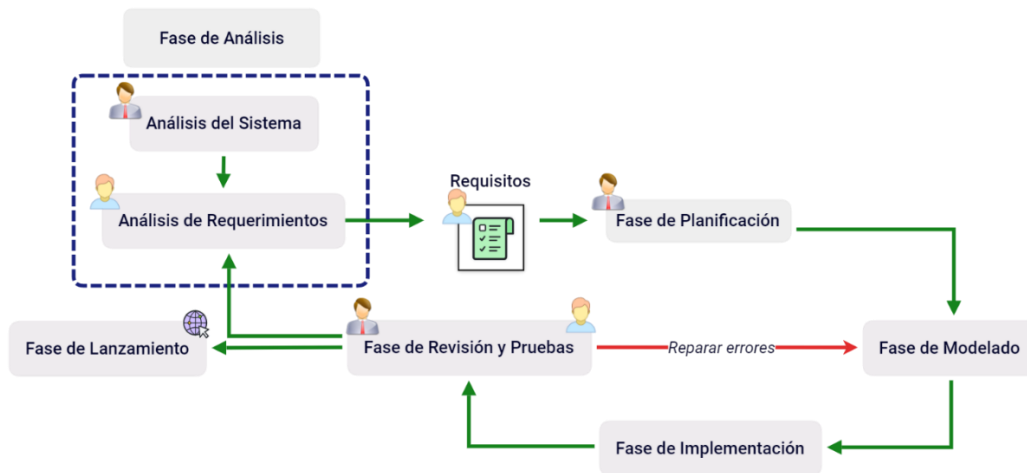 Fase de Análisis
Análisis del Sistema
Análisis de Requerimientos
Requisitos
Fase de Planificación
Fase de Lanzamiento
Fase de Revisión y Pruebas
Reparar errores
Fase de Modelado
Fase de Implementación